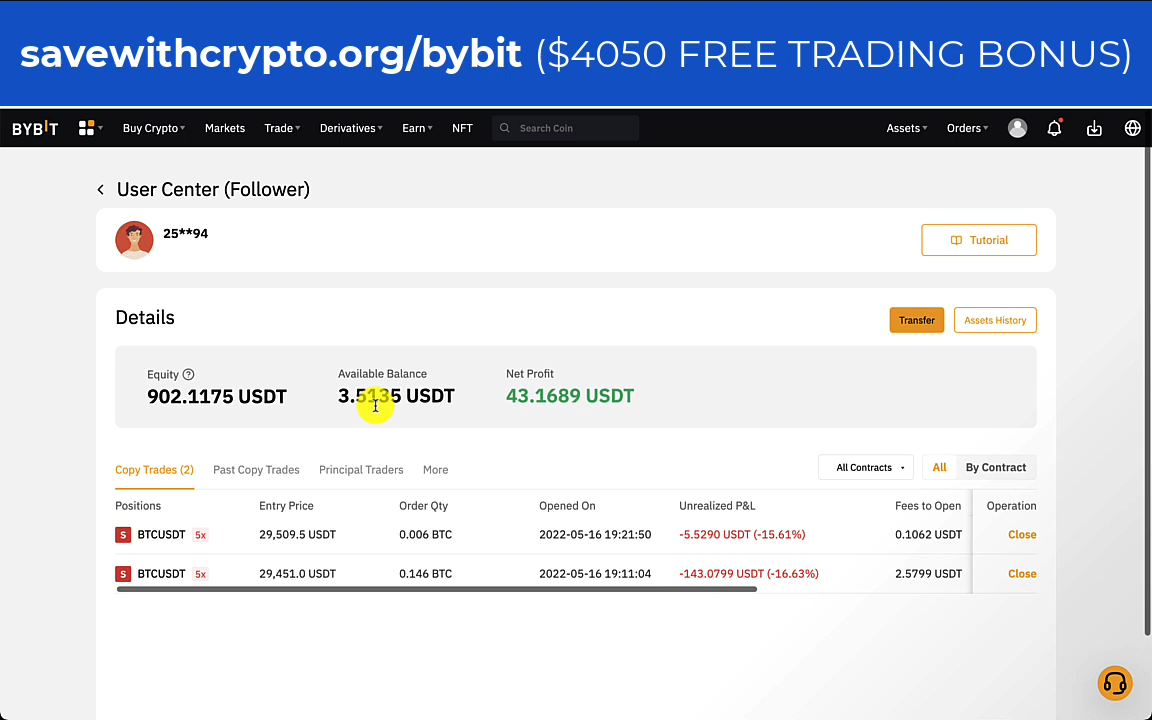 savewithcrypto.org/bybit ($4050 FREE TRADING BONUS)
BYBIT Buy Crypto Markets Trade Derivatives Earn NFT Search Coin Assets Orders
User Center (Follower)
25**94
Tutorial
Details
Transfer Assets History
Equity Available Balance Net Profit
902.1175 USDT 3.5135 USDT 43.1689 USDT
Copy Trades (2) Past Copy Trades Principal Traders More All Contracts All By Contract
Positions Entry Price Order Qty Opened On Unrealized P&L Fees to Open Operation
S BTCUSDT 5x 29,509.5 USDT 0.006 BTC 2022-05-16 19:21:50 -5.5290 USDT (-15.61%) 0.1062 USDT Close
S BTCUSDT 5x 29,451.0 USDT 0.146 BTC 2022-05-16 19:11:04 -143.0799 USDT (-16.63%) 2.5799 USDT Close